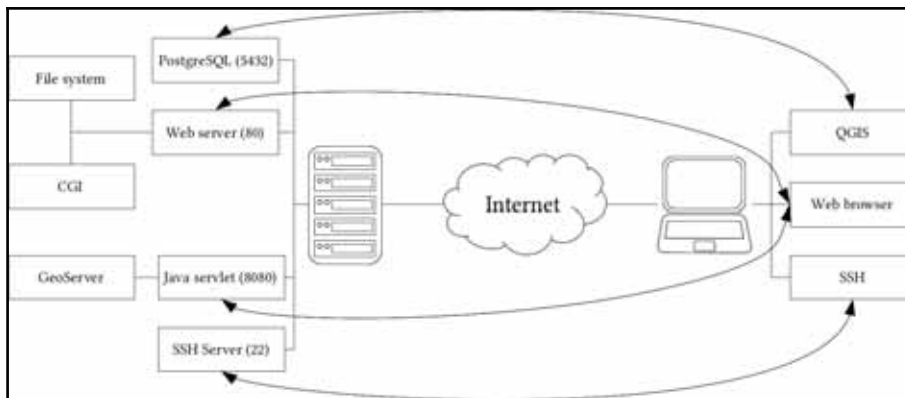 PostgreSQL (5432)
File system
Web server (80)
QGIS
CGI
Internet
Web browser
GeoServer
Java servlet (8080)
SSH
SSH Server (22)